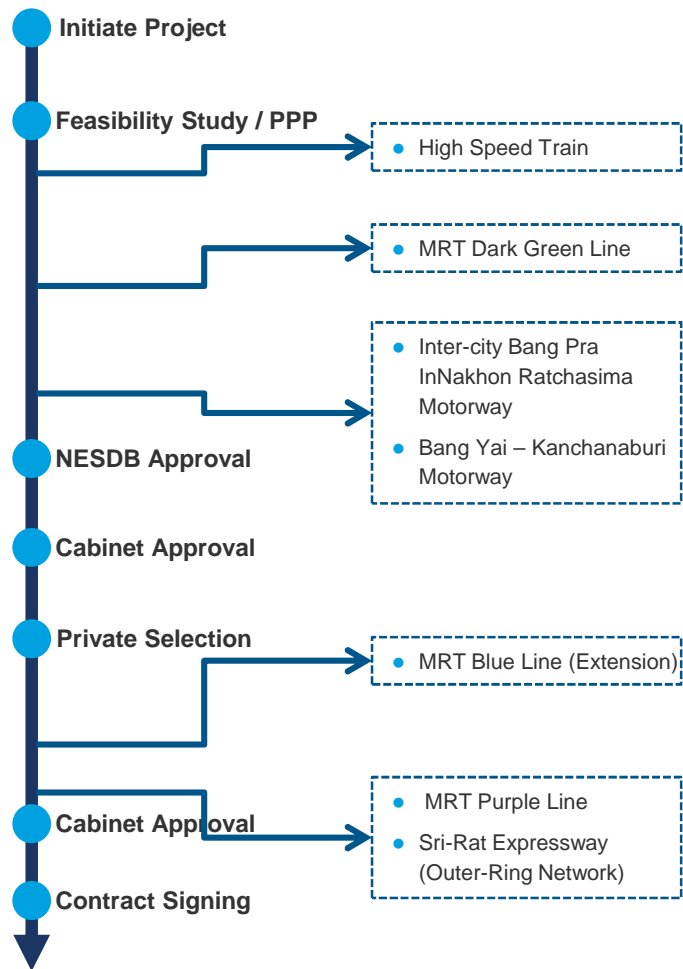 Initiate Project
Feasibility Study / PPP
High Speed Train
MRT Dark Green Line
Inter-city Bang Pra
InNakhon Ratchasima
Motorway
Bang Yai – Kanchanaburi
Motorway
NESDB Approval
Cabinet Approval
Private Selection
MRT Blue Line (Extension)
MRT Purple Line
Cabinet Approval
Sri-Rat Expressway
(Outer-Ring Network)
Contract Signing